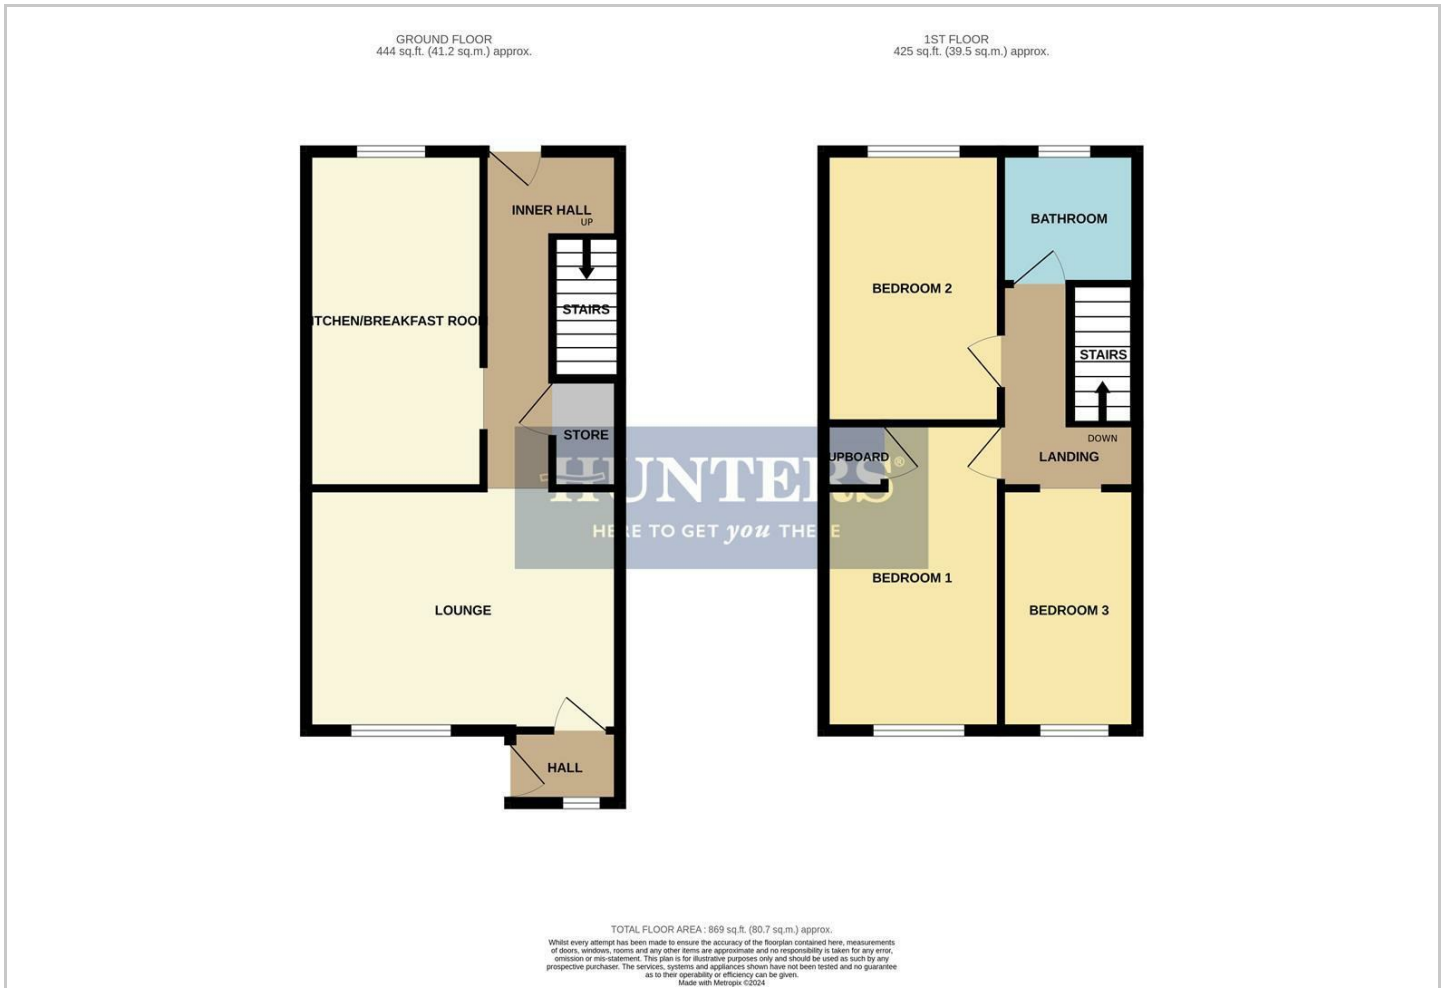 GROUND FLOOR
444 sq.ft. (41.2 sq.m.) approx.
1ST FLOOR
425 sq.ft. (39.5 sq.m.) approx.
INNER HALL
UP
STAIRS
ITCHEN/BREAKFAST ROOM
STORE
LOUNGE
HALL
BATHROOM
BEDROOM 2
STAIRS
DOWN
LANDING
UPBOARD
BEDROOM 1
BEDROOM 3
HUNTERS®
HERE TO GET you THERE
TOTAL FLOOR AREA : 869 sq.ft. (80.7 sq.m.) approx.
Whilst every attempt has been made to ensure the accuracy of the floorplan contained here, measurements
of doors, windows, rooms and any other items are approximate and no responsibility is taken for any error,
omission or mis-statement. This plan is for illustrative purposes only and should be used as such by any
prospective purchaser. The services, systems and appliances shown have not been tested and no guarantee
as to their operability or efficiency can be given.
Made with Metropix ©2024